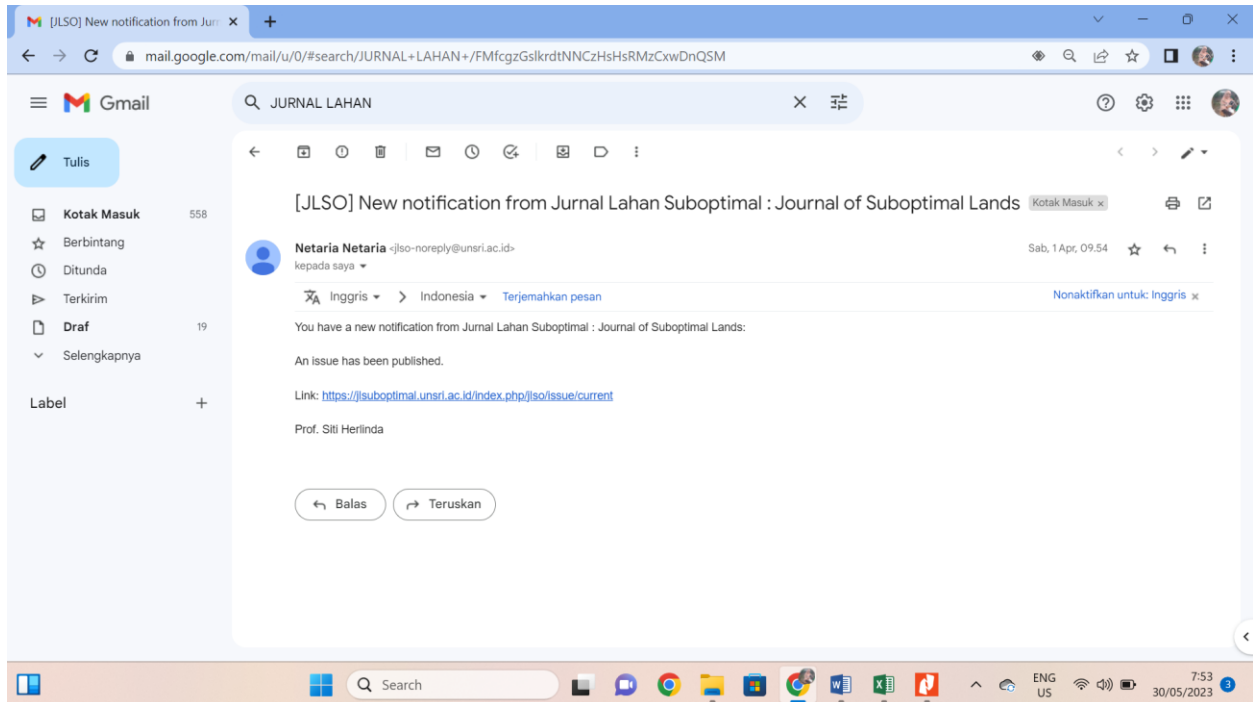 [JLSO] New notification from Jurn
mail.google.com/mail/u/0/#search/JURNAL+LAHAN+/FMfcgzGslkrdtNNCzHsHsRMzCxwDnQSM
Gmail
JURNAL LAHAN
Tulis
Kotak Masuk 558
Berbintang
Ditunda
Terkirim
Draf 19
Selengkapnya
Label
[JLSO] New notification from Jurnal Lahan Suboptimal : Journal of Suboptimal Lands Kotak Masuk x
Netaria Netaria <jlso-noreply@unsri.ac.id> Sab, 1 Apr, 09.54
kepada saya
Inggris > Indonesia Terjemahkan pesan Nonaktifkan untuk: Inggris x
You have a new notification from Jurnal Lahan Suboptimal : Journal of Suboptimal Lands:
An issue has been published.
Link: https://jlsuboptimal.unsri.ac.id/index.php/jlso/issue/current
Prof. Siti Herlinda
Balas Teruskan
Search
ENG
US
7:53
30/05/2023
3